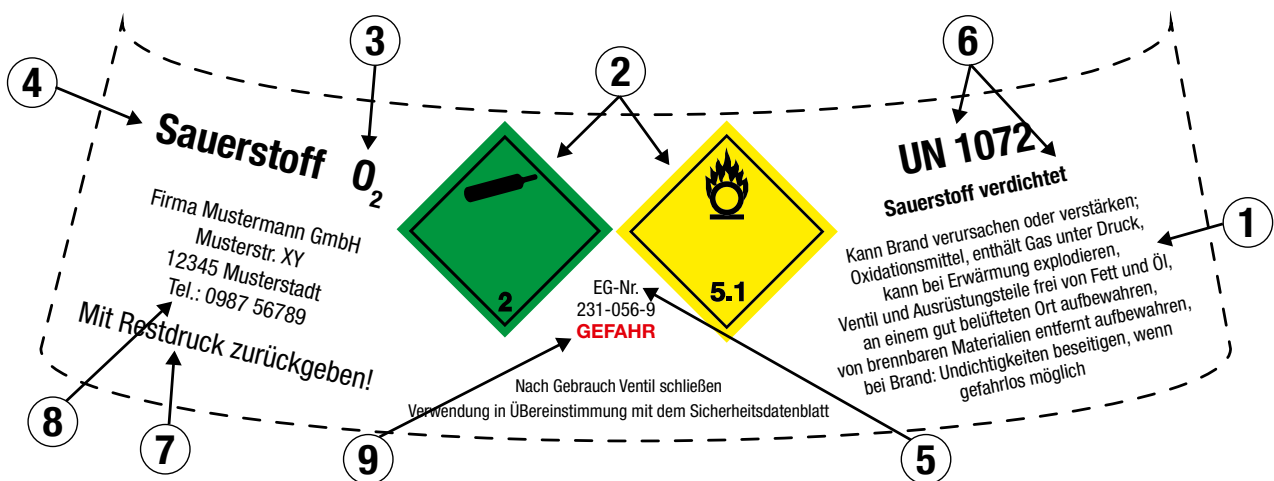 3
6
2
4
Sauerstoff O₂
UN 1072
Sauerstoff verdichtet
Firma Mustermann GmbH
Musterstr. XY
12345 Musterstadt
Tel.: 0987 56789
Mit Restdruck zurückgeben!
2
5.1
EG-Nr.
231-056-9
GEFAHR
Kann Brand verursachen oder verstärken;
Oxidationsmittel, enthält Gas unter Druck,
kann bei Erwärmung explodieren,
Ventil und Ausrüstungsteile frei von Fett und Öl,
an einem gut belüfteten Ort aufbewahren,
von brennbaren Materialien entfernt aufbewahren,
bei Brand: Undichtigkeiten beseitigen, wenn
gefahrlos möglich
1
Nach Gebrauch Ventil schließen
Verwendung in ÜBereinstimmung mit dem Sicherheitsdatenblatt
8
7
9
5